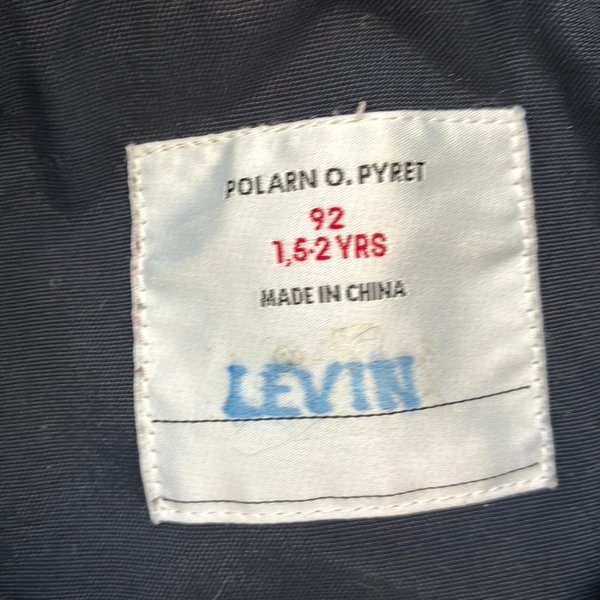 POLARN O. PYRET
92
1,5-2 YRS
MADE IN CHINA
LEVIN